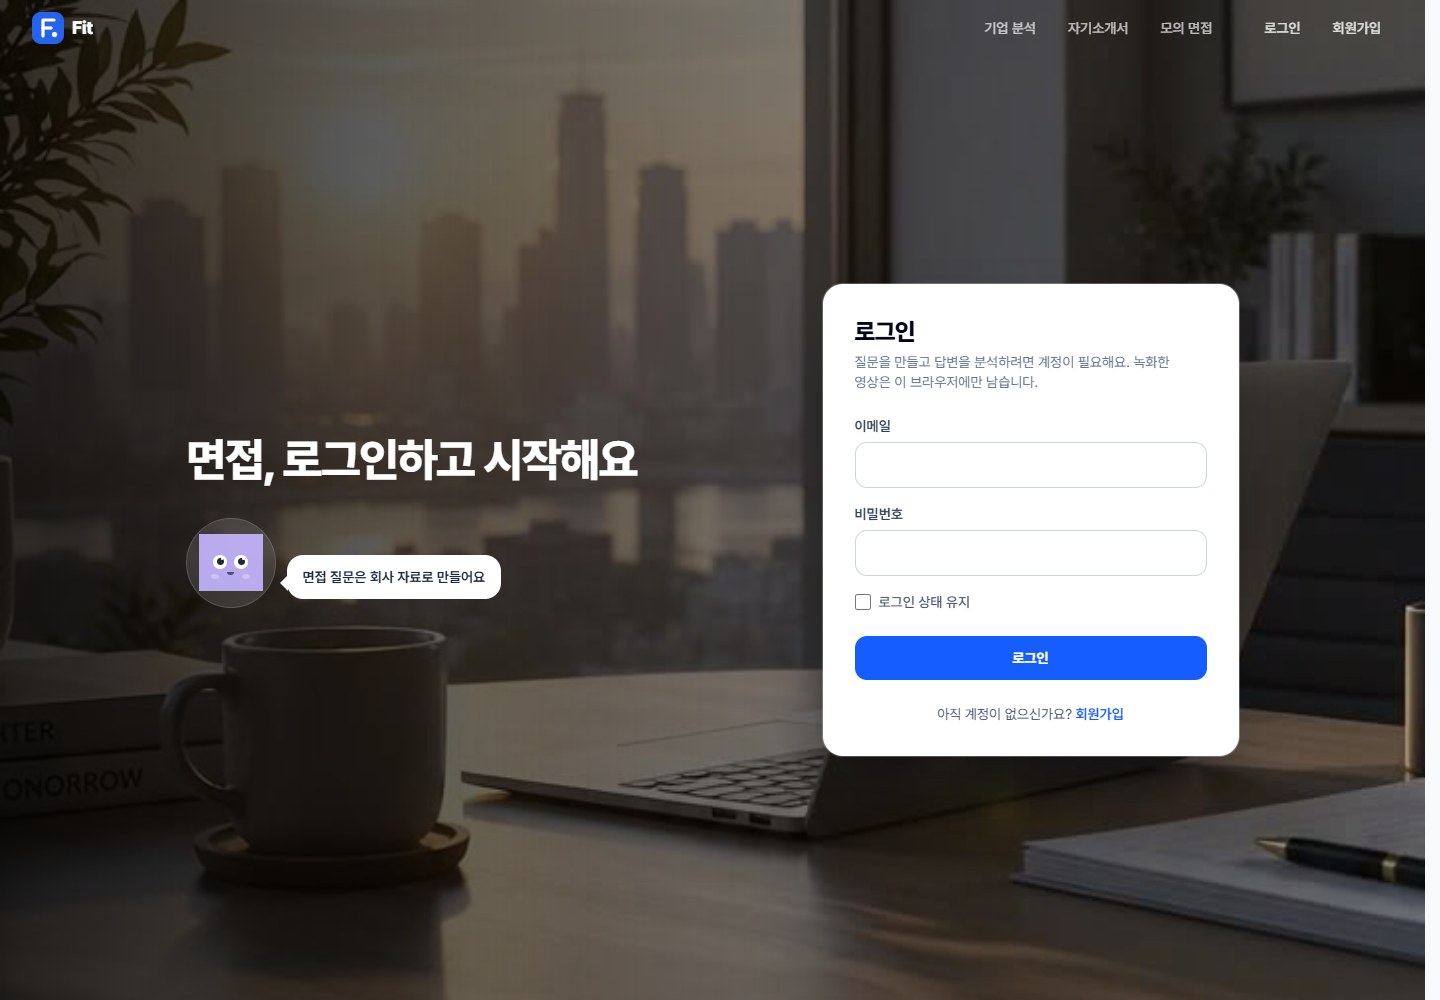 F. Fit
기업 분석 자기소개서 모의 면접 로그인 회원가입
면접, 로그인하고 시작해요
면접 질문은 회사 자료로 만들어요
로그인
질문을 만들고 답변을 분석하려면 계정이 필요해요. 녹화한
영상은 이 브라우저에만 남습니다.
이메일
비밀번호
로그인 상태 유지
로그인
아직 계정이 없으신가요? 회원가입
TOMORROW